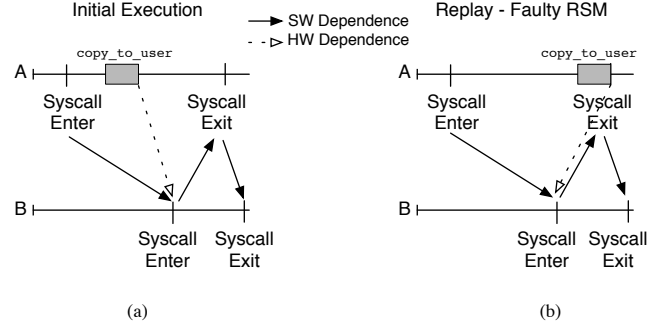 Initial Execution
SW Dependence
HW Dependence
Replay - Faulty RSM
copy_to_user
copy_to_user
A
Syscall
Enter
Syscall
Exit
A
Syscall
Enter
Syscall
Exit
B
Syscall
Enter
Syscall
Exit
B
Syscall
Enter
Syscall
Exit
(a)
(b)